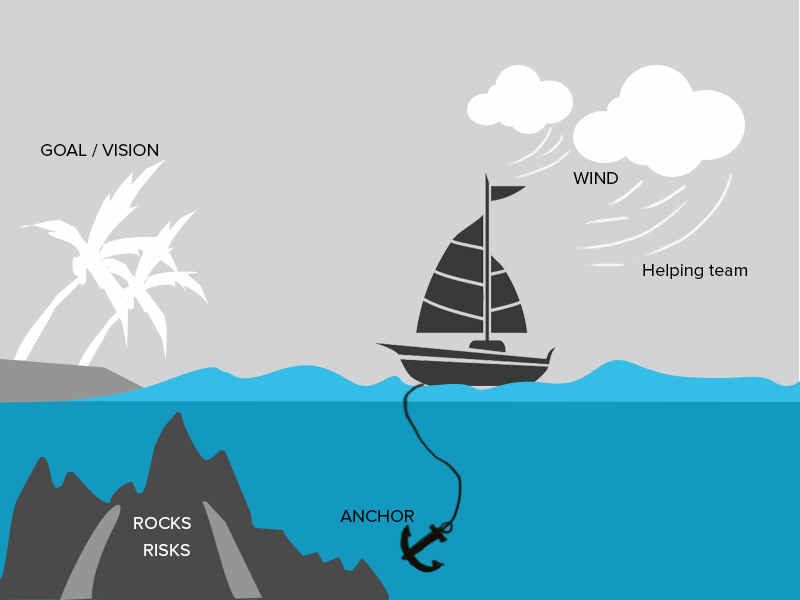 GOAL / VISION
WIND
Helping team
ANCHOR
ROCKS
RISKS